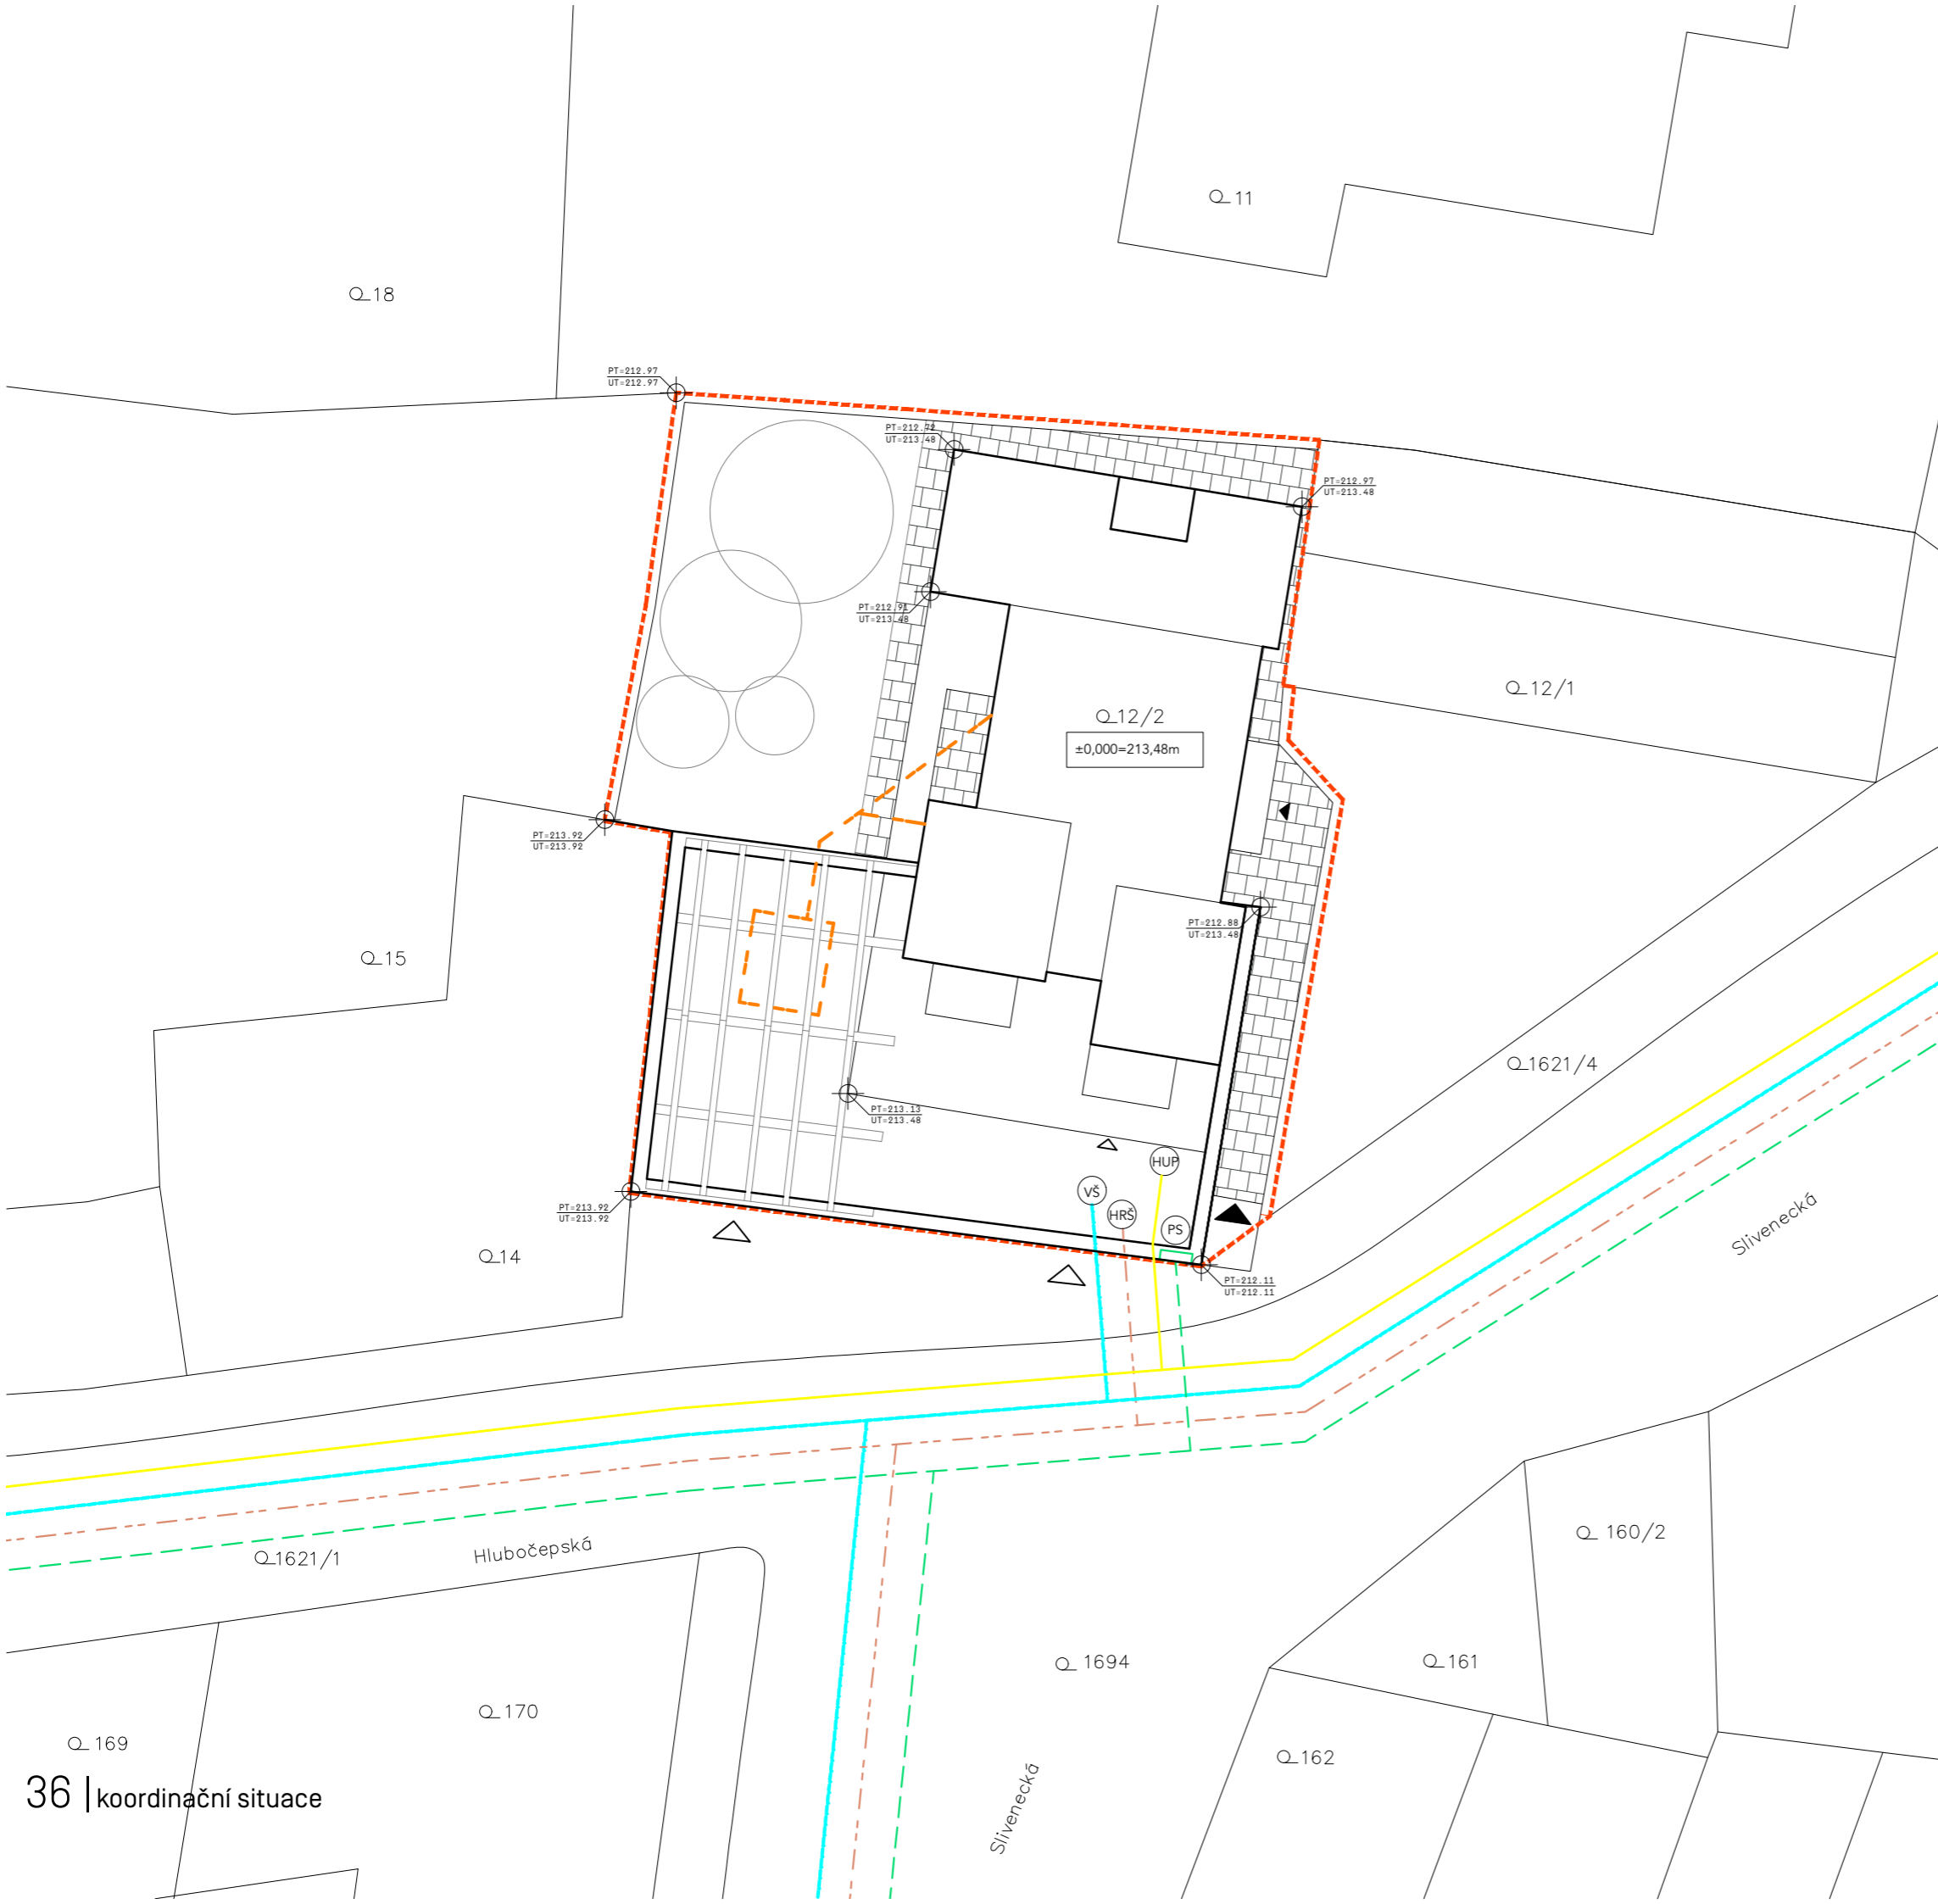 11
18
PT=212.97
UT=212.97
PT=212.72
UT=213.48
PT=212.97
UT=213.48
PT=212.91
UT=213.48
12/1
12/2
±0,000=213,48m
PT=213.92
UT=213.92
PT=212.88
UT=213.48
15
1621/4
PT=213.13
UT=213.48
HUP
VŠ
HRŠ
PS
PT=213.92
UT=213.92
Slivenecká
14
PT=212.11
UT=212.11
160/2
Hlubočepská
1621/1
1694
161
170
169
162
36 | koordinační situace
Slivenecká